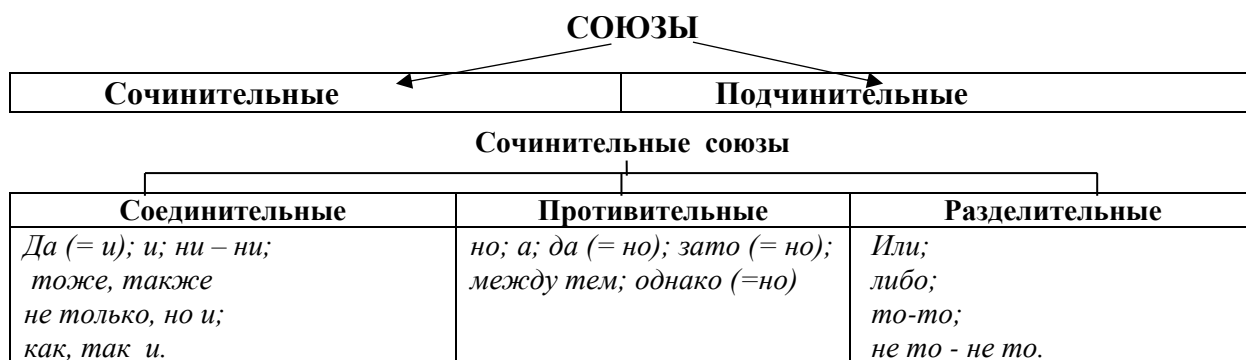 СОЮЗЫ
Сочинительные Подчинительные
Сочинительные союзы
Соединительные Противительные Разделительные
Да (= и); и; ни – ни;
тоже, также
не только, но и;
как, так и.
но; а; да (= но); зато (= но);
между тем; однако (=но)
Или;
либо;
то-то;
не то - не то.